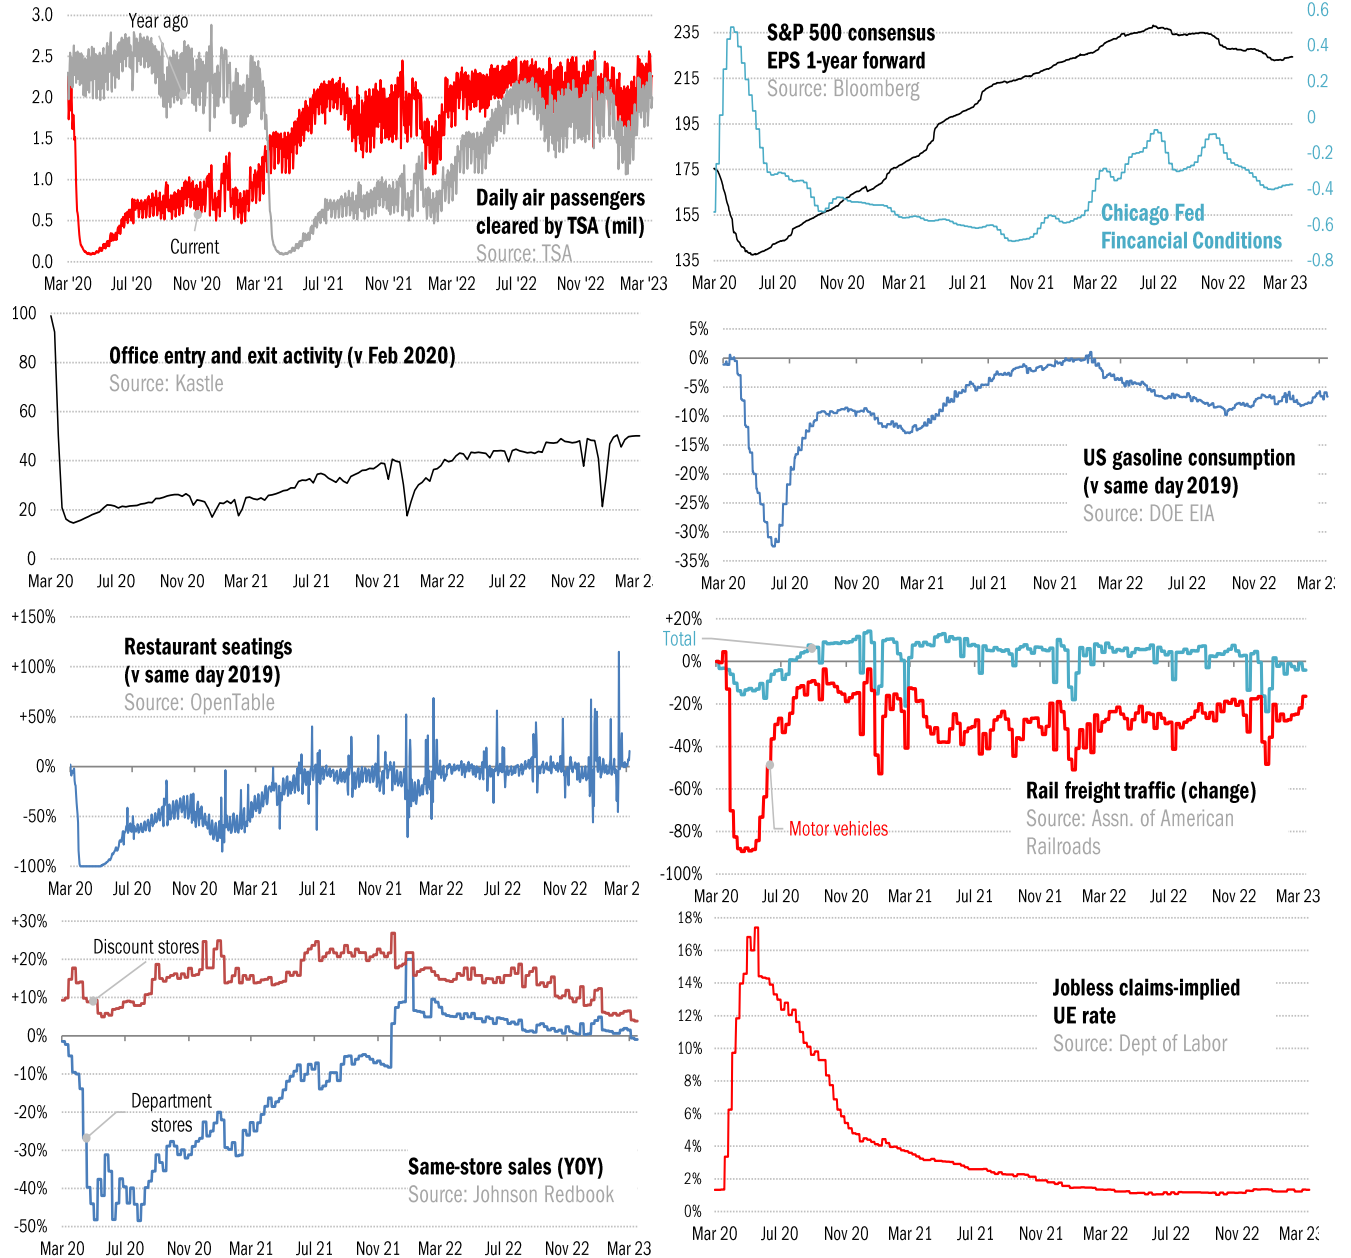 3.0
2.5
2.0
1.5
1.0
0.5
0.0
Year ago
Current
Daily air passengers
cleared by TSA (mil)
Source: TSA
Mar '20 Jul '20 Nov '20 Mar '21 Jul '21 Nov '21 Mar '22 Jul '22 Nov '22 Mar '23
235
215
195
175
155
135
S&P 500 consensus
EPS 1-year forward
Source: Bloomberg
0.6
0.4
0.2
0
-0.2
-0.4
-0.6
-0.8
Chicago Fed
Fincancial Conditions
Mar 20 Jul 20 Nov 20 Mar 21 Jul 21 Nov 21 Mar 22 Jul 22 Nov 22 Mar 23
100
80
60
40
20
0
Office entry and exit activity (v Feb 2020)
Source: Kastle
Mar 20 Jul 20 Nov 20 Mar 21 Jul 21 Nov 21 Mar 22 Jul 22 Nov 22 Mar 2
5%
0%
-5%
-10%
-15%
-20%
-25%
-30%
-35%
US gasoline consumption
(v same day 2019)
Source: DOE EIA
Mar 20 Jul 20 Nov 20 Mar 21 Jul 21 Nov 21 Mar 22 Jul 22 Nov 22 Mar 23
+150%
+100%
+50%
0%
-50%
-100%
Restaurant seatings
(v same day 2019)
Source: OpenTable
Mar 20 Jul 20 Nov 20 Mar 21 Jul 21 Nov 21 Mar 22 Jul 22 Nov 22 Mar 2
+20%
0%
-20%
-40%
-60%
-80%
-100%
Total
Motor vehicles
Rail freight traffic (change)
Source: Assn. of American
Railroads
Mar 20 Jul 20 Nov 20 Mar 21 Jul 21 Nov 21 Mar 22 Jul 22 Nov 22 Mar 23
+30%
+20%
+10%
0%
-10%
-20%
-30%
-40%
-50%
Discount stores
Department
stores
Same-store sales (YOY)
Source: Johnson Redbook
Mar 20 Jul 20 Nov 20 Mar 21 Jul 21 Nov 21 Mar 22 Jul 22 Nov 22 Mar 23
18%
16%
14%
12%
10%
8%
6%
4%
2%
0%
Jobless claims-implied
UE rate
Source: Dept of Labor
Mar 20 Jul 20 Nov 20 Mar 21 Jul 21 Nov 21 Mar 22 Jul 22 Nov 22 Mar 23